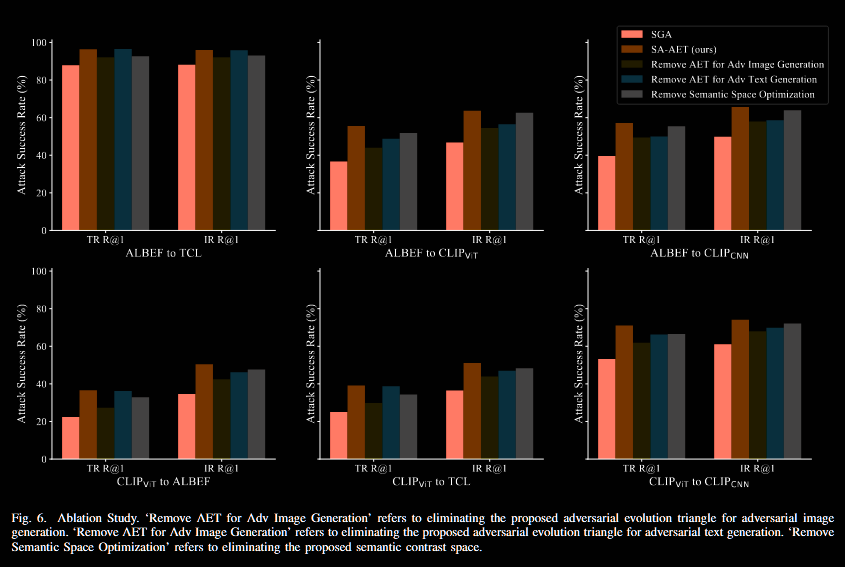 SGA
SA-AET (ours)
Remove AET for Adv Image Generation
Remove AET for Adv Text Generation
Remove Semantic Space Optimization
100
80
60
40
20
0
Attack Success Rate (%)
TR R@1
IR R@1
ALBEF to TCL
Attack Success Rate (%)
TR R@1
IR R@1
ALBEF to CLIPViT
Attack Success Rate (%)
TR R@1
IR R@1
ALBEF to CLIPCNN
100
80
60
40
20
0
Attack Success Rate (%)
TR R@1
IR R@1
CLIPViT to ALBEF
Attack Success Rate (%)
TR R@1
IR R@1
CLIPViT to TCL
Attack Success Rate (%)
TR R@1
IR R@1
CLIPViT to CLIPCNN
Fig. 6. Ablation Study. ‘Remove AET for Adv Image Generation’ refers to eliminating the proposed adversarial evolution triangle for adversarial image
generation. ‘Remove AET for Adv Image Generation’ refers to eliminating the proposed adversarial evolution triangle for adversarial text generation. ‘Remove
Semantic Space Optimization’ refers to eliminating the proposed semantic contrast space.